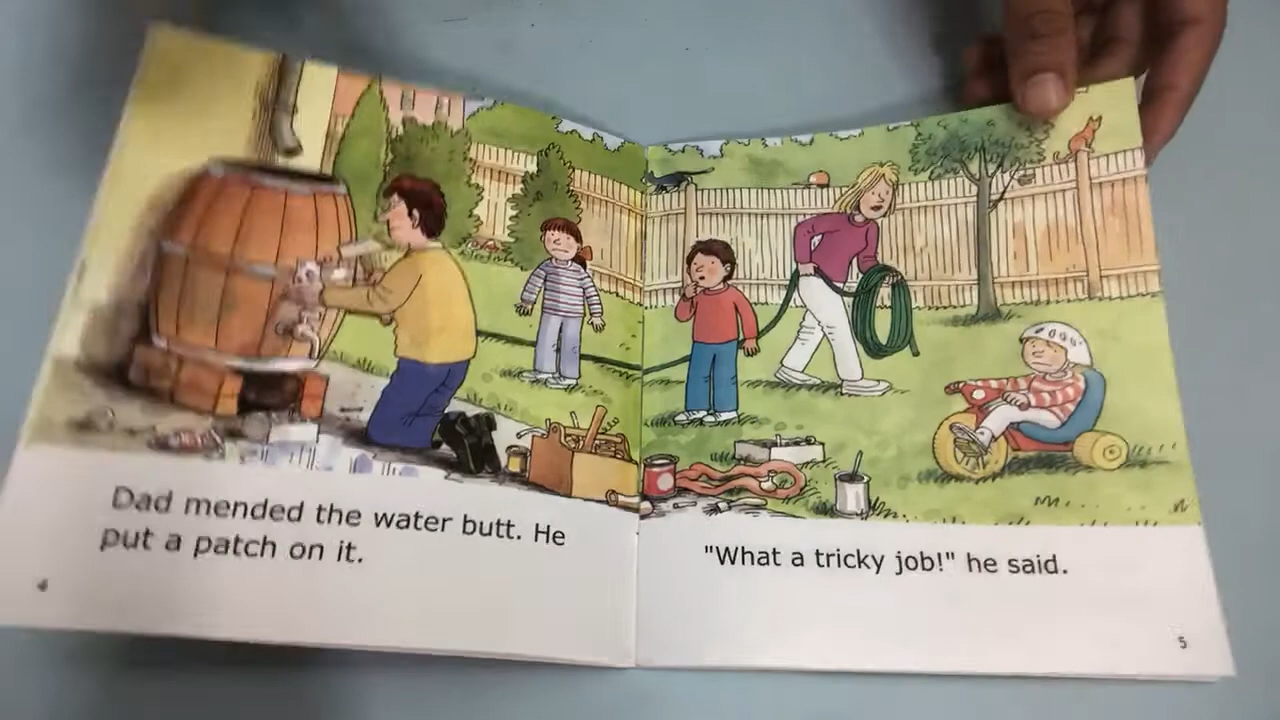 Dad mended the water butt. He
put a patch on it.
4
"What a tricky job!" he said.
5